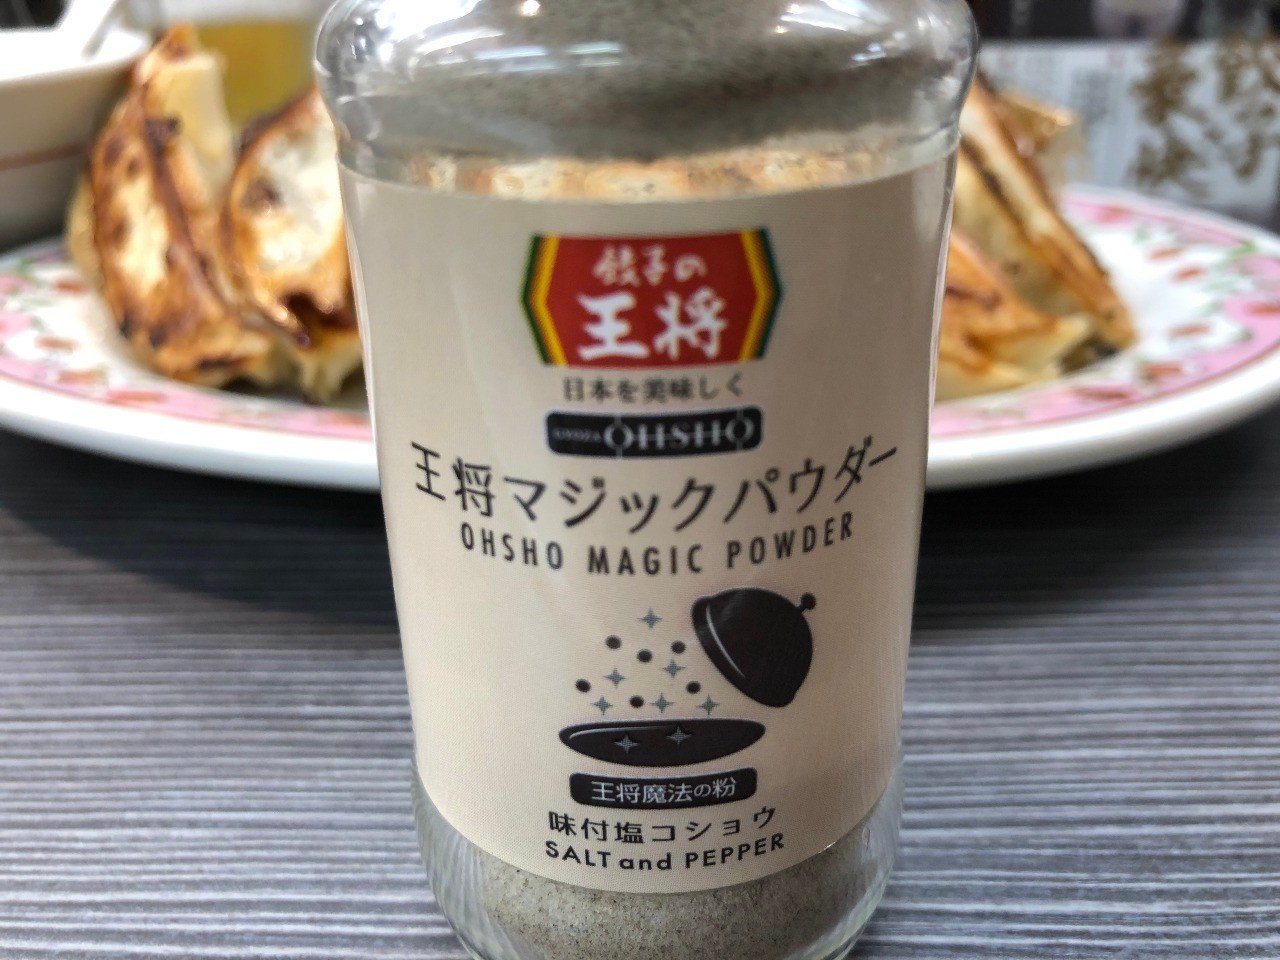 餃子の
王将
日本を美味しく
GYOZA OHSHO
王将マジックパウダー
OHSHO MAGIC POWDER
王将魔法の粉
味付塩コショウ
SALT and PEPPER